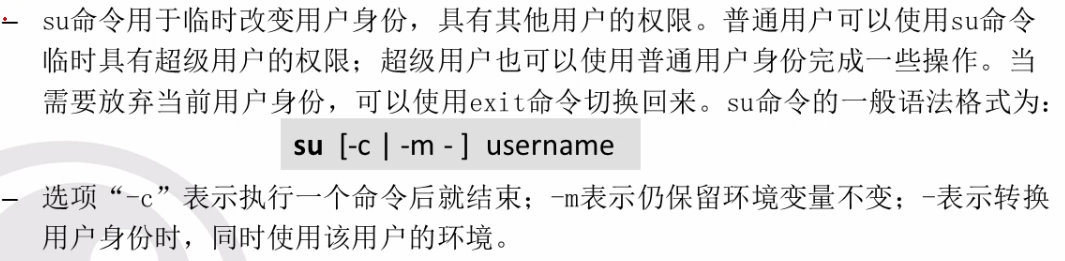 – su命令用于临时改变用户身份，具有其他用户的权限。普通用户可以使用su命令
临时具有超级用户的权限；超级用户也可以使用普通用户身份完成一些操作。当
需要放弃当前用户身份，可以使用exit命令切换回来。su命令的一般语法格式为：
su [-c | -m - ] username
– 选项“-c”表示执行一个命令后就结束；-m表示仍保留环境变量不变；-表示转换
用户身份时，同时使用该用户的环境。